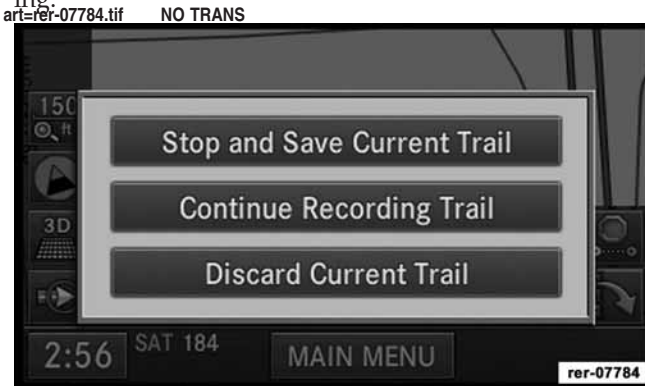 ing.
art=rer-07784.tif NO TRANS
150
ft
Stop and Save Current Trail
Continue Recording Trail
3D
Discard Current Trail
2:56 SAT 184 MAIN MENU
rer-07784